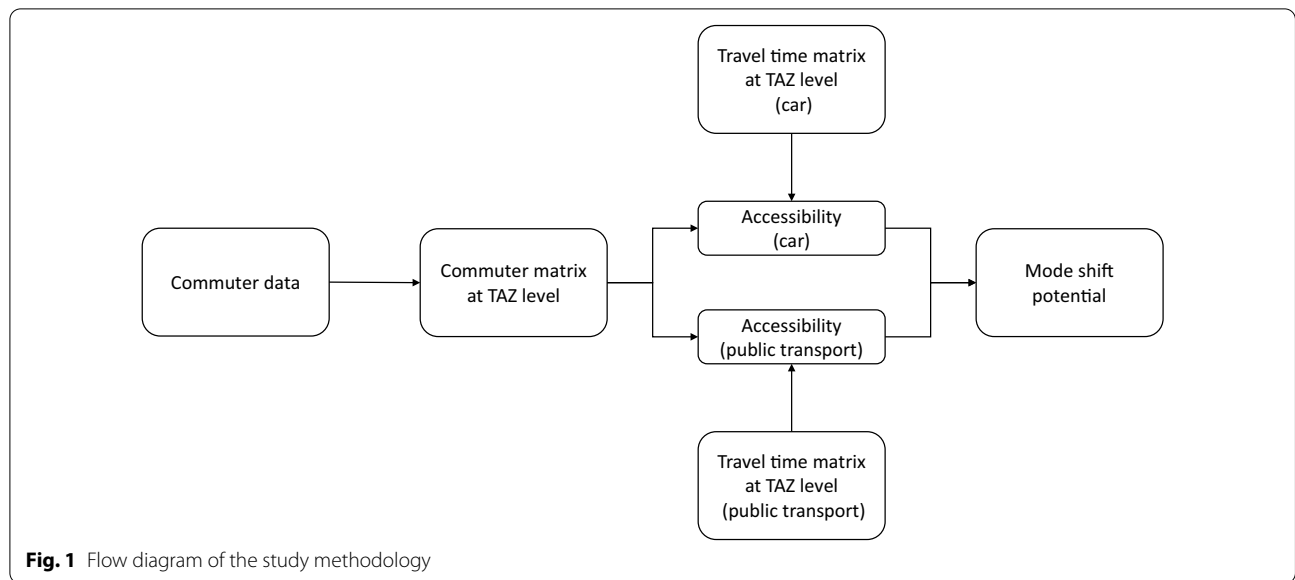 Travel time matrix
at TAZ level
(car)
Accessibility
(car)
Commuter data
Commuter matrix
at TAZ level
Mode shift
potential
Accessibility
(public transport)
Travel time matrix
at TAZ level
(public transport)
Fig. 1 Flow diagram of the study methodology